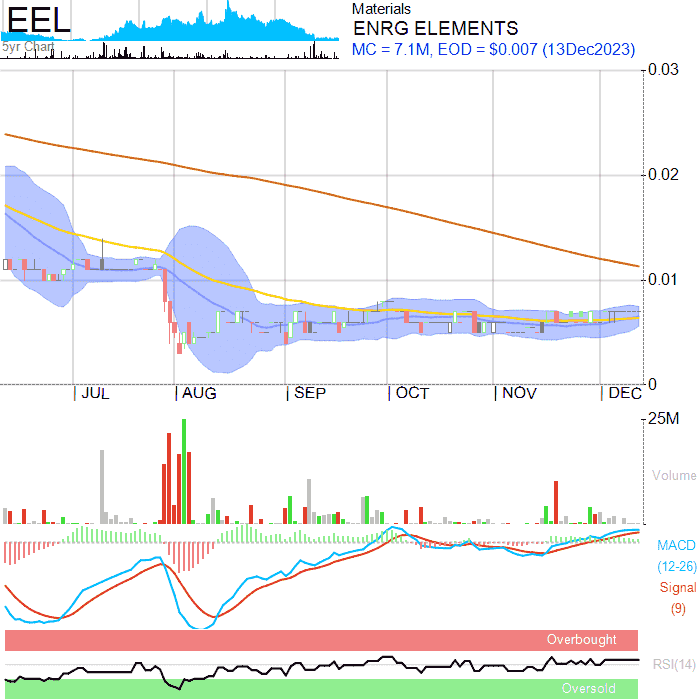 EEL
5yr Chart
Materials
ENRG ELEMENTS
MC = 7.1M, EOD = $0.007 (13Dec2023)
0.03
0.02
0.01
0
JUL AUG SEP OCT NOV DEC
25M
Volume
MACD
(12-26)
Signal
(9)
Overbought
RSI(14)
Oversold